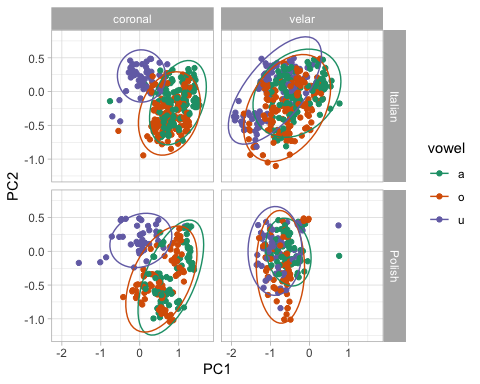 coronal velar
0.5
0.0
-0.5
-1.0
Italian
0.5
0.0
-0.5
-1.0
Polish
PC2
-2 -1 0 1 -2 -1 0 1
PC1
vowel
a
o
u